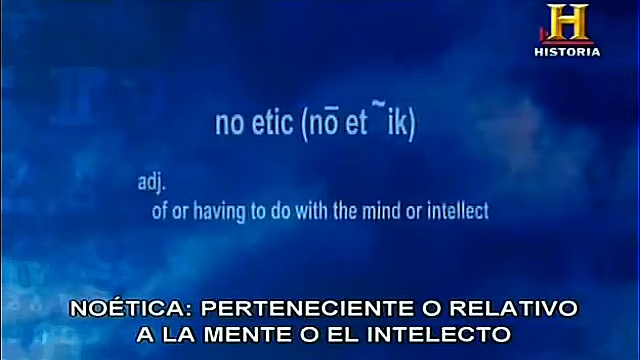 H
HISTORIA
no etic (nō et ̃ ik)
adj.
of or having to do with the mind or intellect
NOÉTICA: PERTENECIENTE O RELATIVO
A LA MENTE O EL INTELECTO